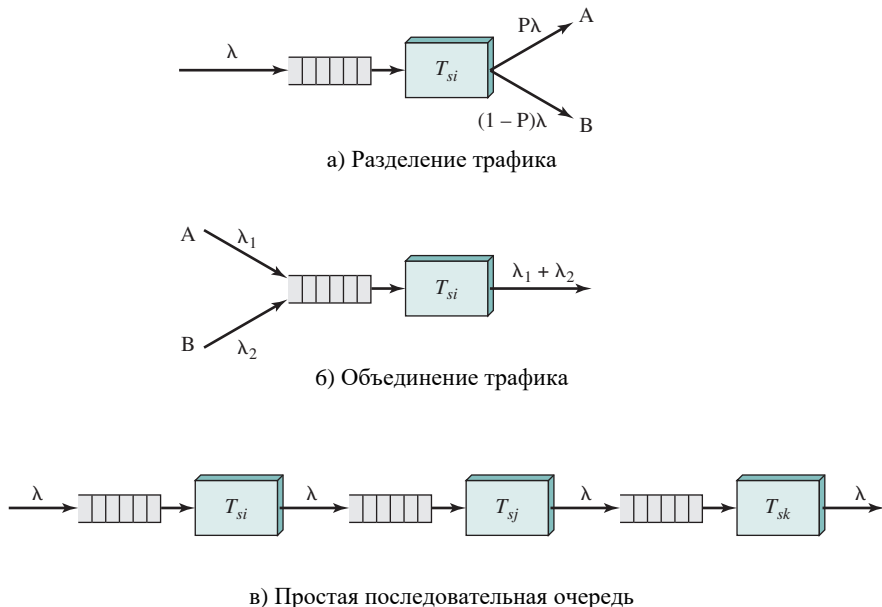 λ
T_si
Pλ
A
(1 – P)λ
B
а) Разделение трафика
A
λ_1
B
λ_2
T_si
λ_1 + λ_2
б) Объединение трафика
λ
T_si
λ
T_sj
λ
T_sk
λ
в) Простая последовательная очередь